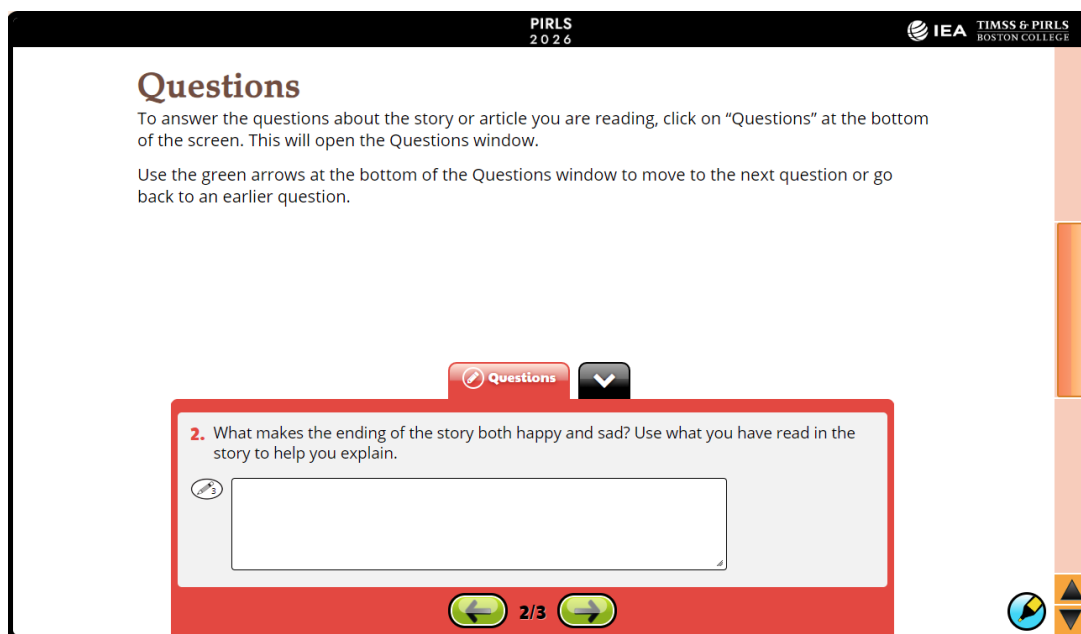 PIRLS
2026
IEA
TIMSS & PIRLS
BOSTON COLLEGE
Questions
To answer the questions about the story or article you are reading, click on “Questions” at the bottom
of the screen. This will open the Questions window.
Use the green arrows at the bottom of the Questions window to move to the next question or go
back to an earlier question.
Questions
2. What makes the ending of the story both happy and sad? Use what you have read in the
story to help you explain.
3
2/3